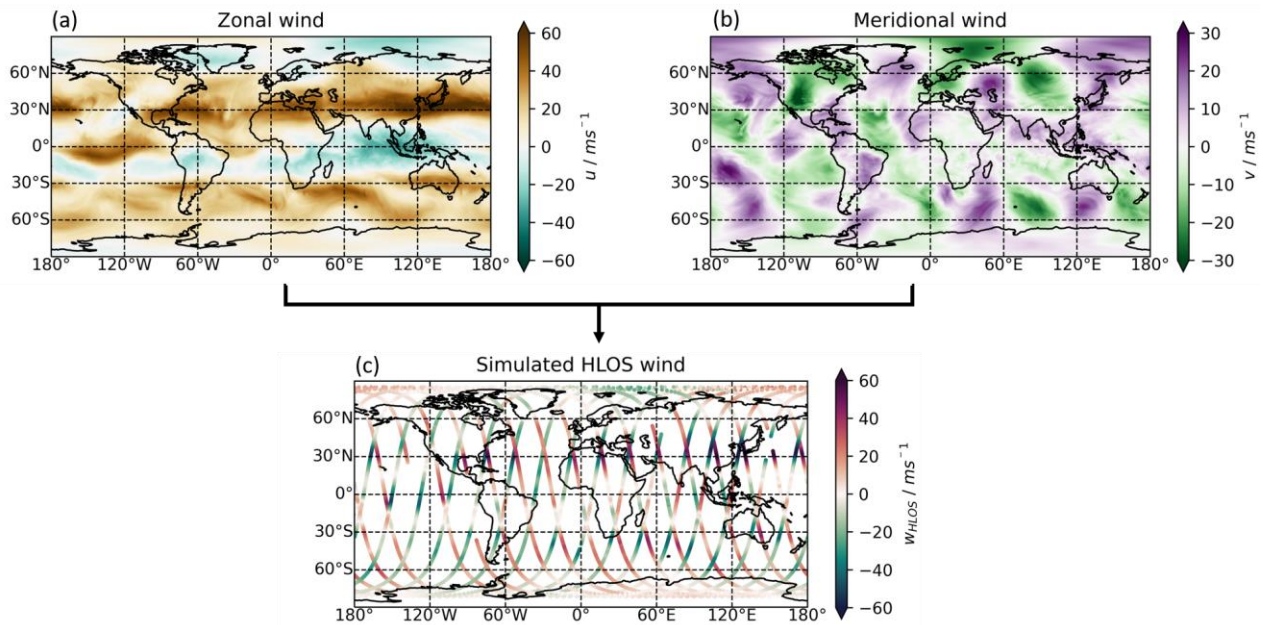 (a) Zonal wind
60°N
30°N
0°
30°S
60°S
180° 120°W 60°W 0° 60°E 120°E 180°
60
40
20
0
−20
−40
−60
u / ms⁻¹
(b) Meridional wind
60°N
30°N
0°
30°S
60°S
180° 120°W 60°W 0° 60°E 120°E 180°
30
20
10
0
−10
−20
−30
v / ms⁻¹
(c) Simulated HLOS wind
60°N
30°N
0°
30°S
60°S
180° 120°W 60°W 0° 60°E 120°E 180°
60
40
20
0
−20
−40
−60
w_HLOS / ms⁻¹